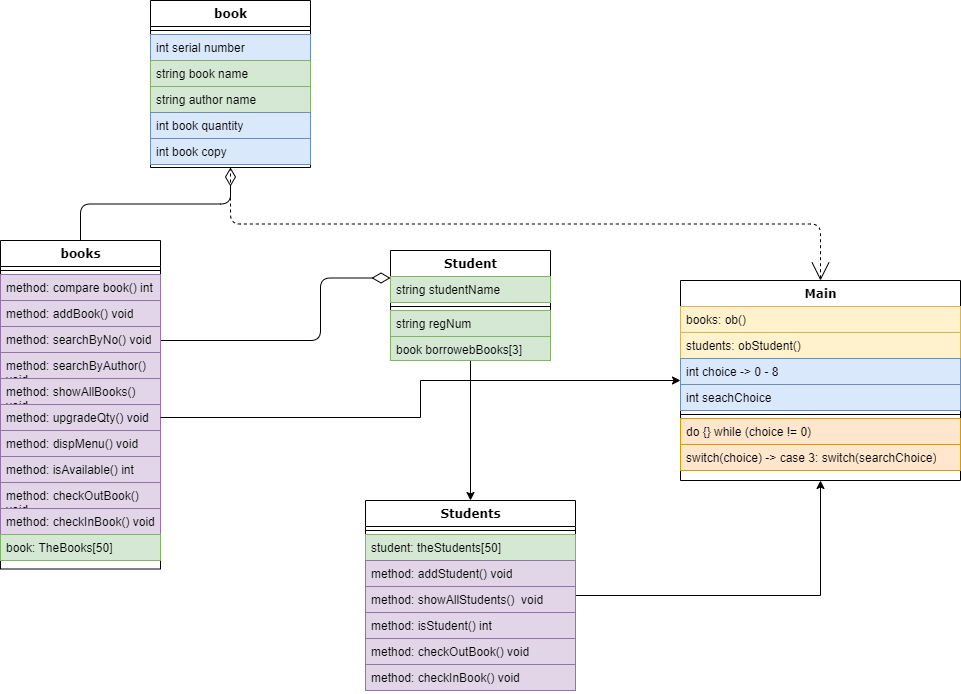 book
int serial number
string book name
string author name
int book quantity
int book copy
books
method: compare book() int
method: addBook() void
method: searchByNo() void
method: searchByAuthor()
void
method: showAllBooks()
void
method: upgradeQty() void
method: dispMenu() void
method: isAvailable() int
method: checkOutBook()
void
method: checkInBook() void
book: TheBooks[50]
Student
string studentName
string regNum
book borrowebBooks[3]
Main
books: ob()
students: obStudent()
int choice -> 0 - 8
int seachChoice
do {} while (choice != 0)
switch(choice) -> case 3: switch(searchChoice)
Students
student: theStudents[50]
method: addStudent() void
method: showAllStudents()  void
method: isStudent() int
method: checkOutBook() void
method: checkInBook() void